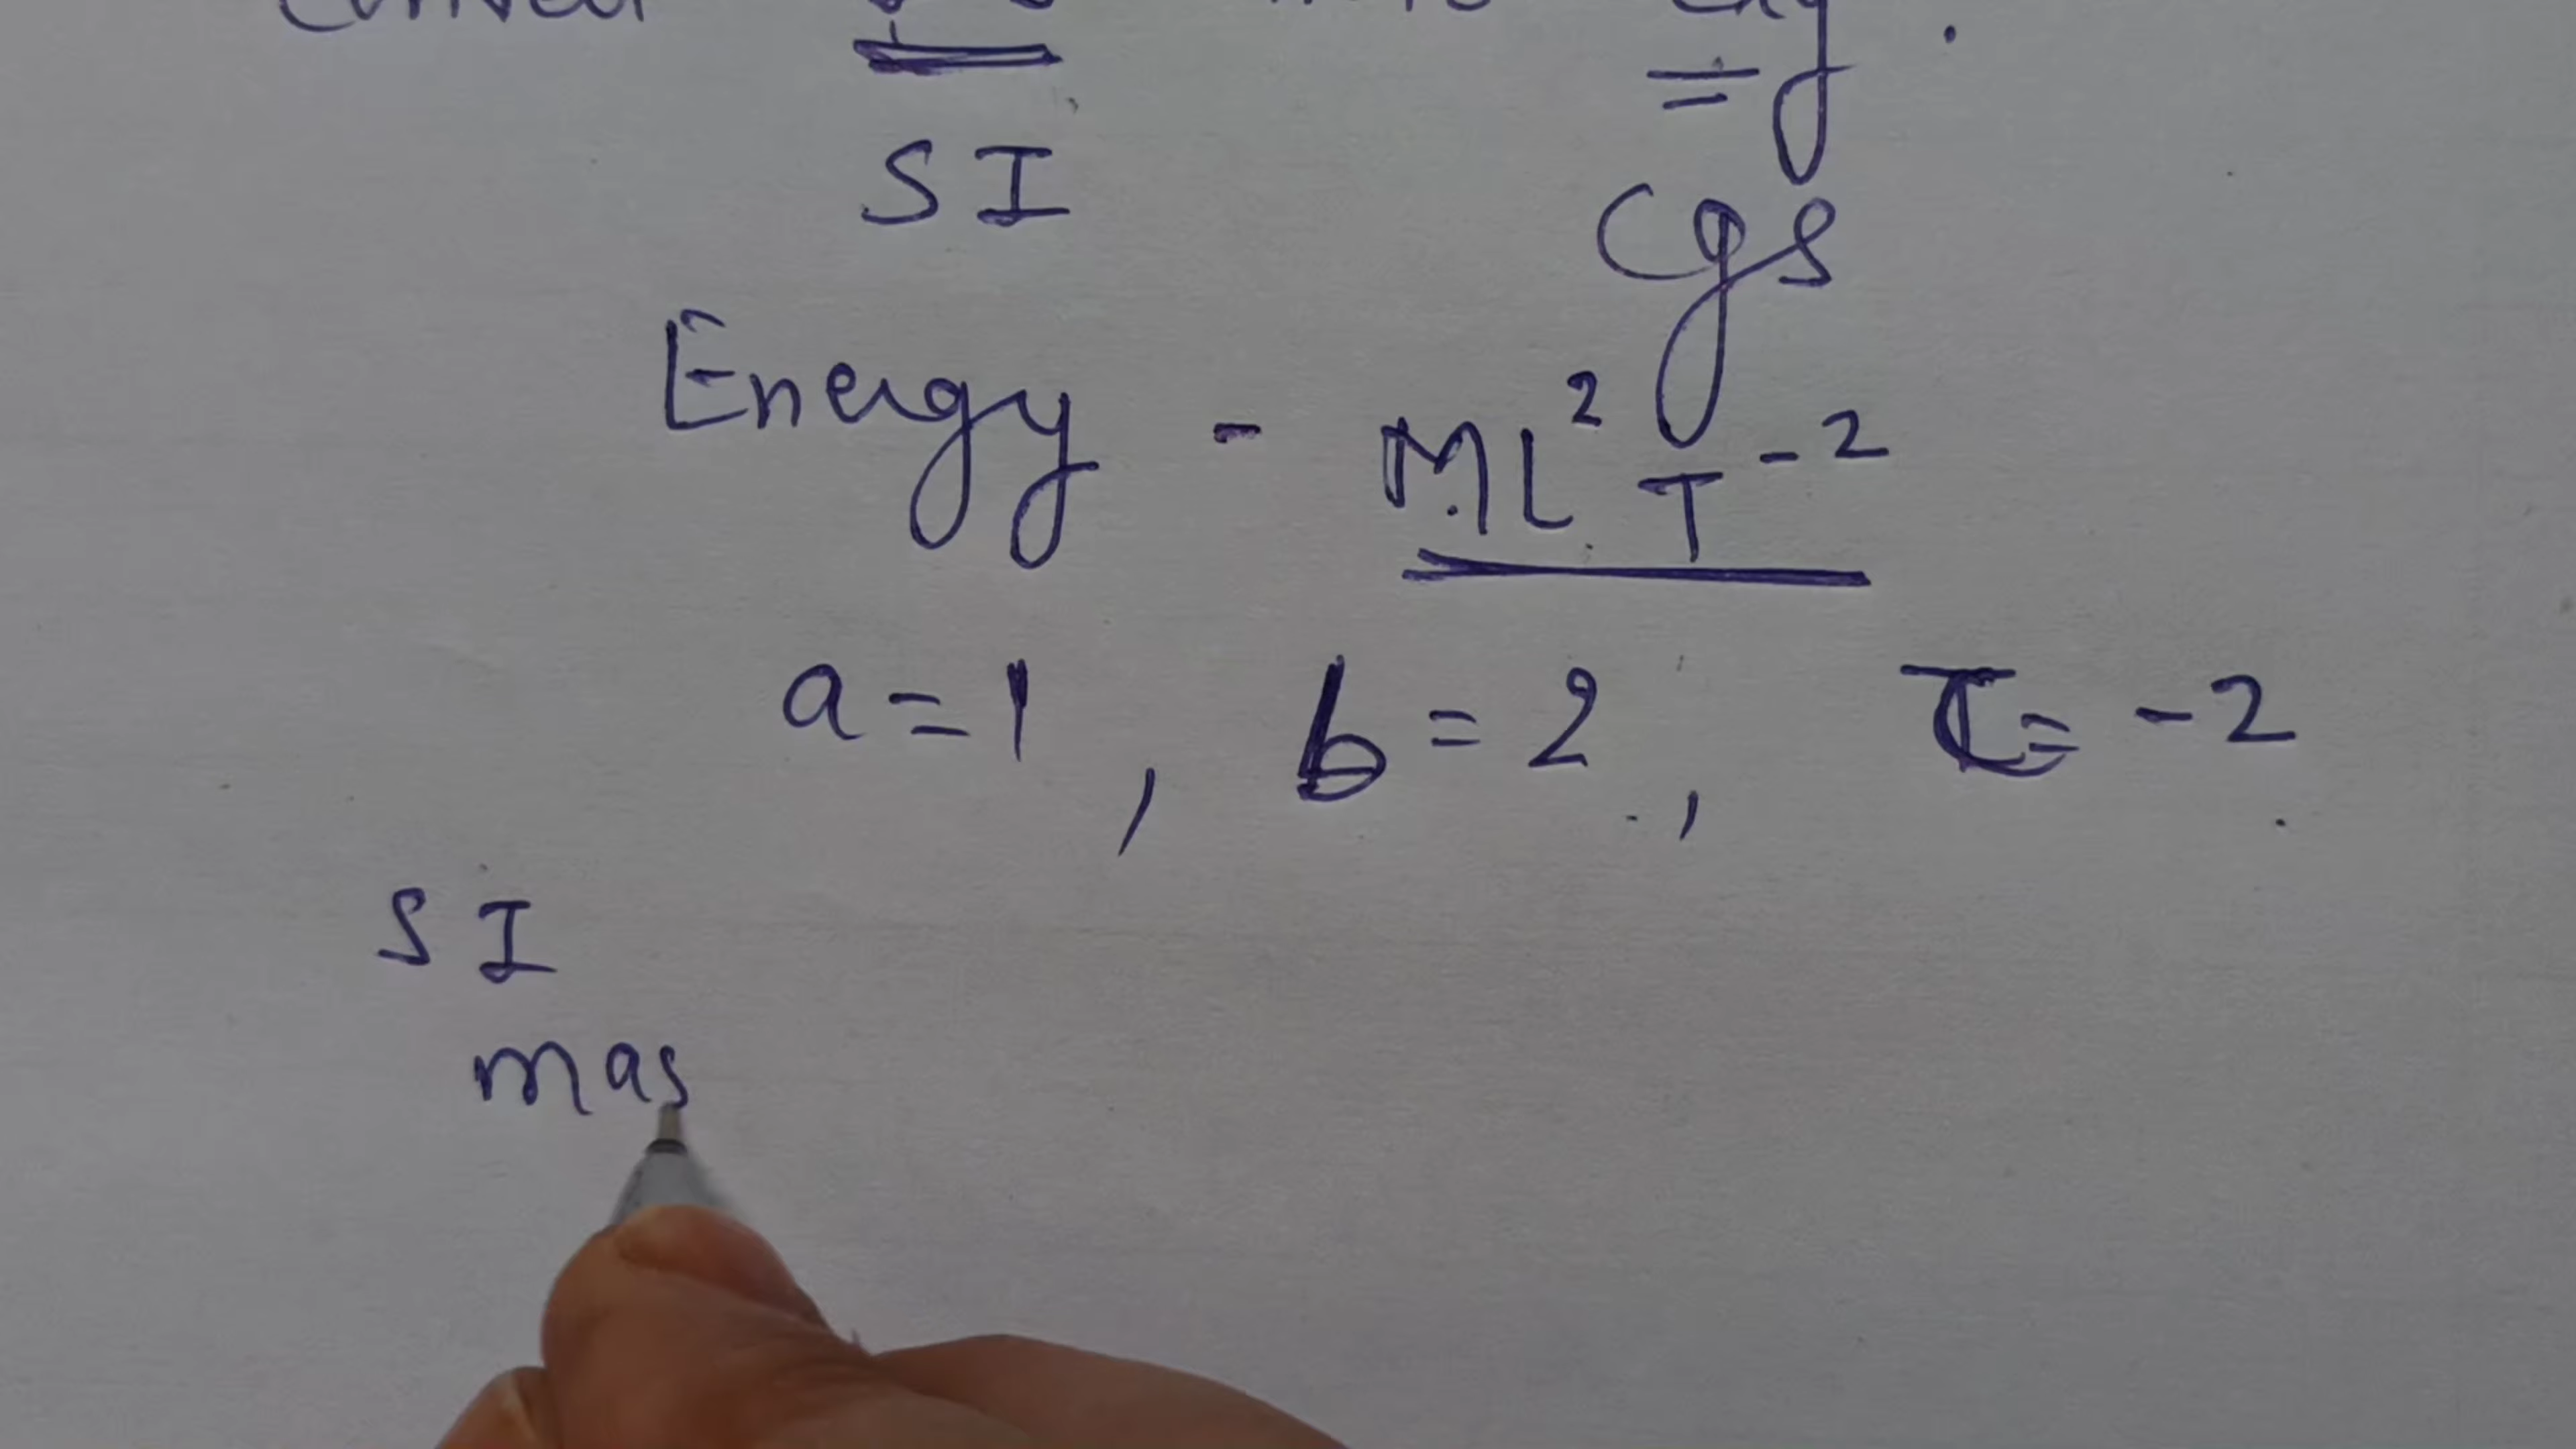 SI
Cgs
Energy - ML² T⁻²
a = 1 , b = 2 , C = -2
SI
mas